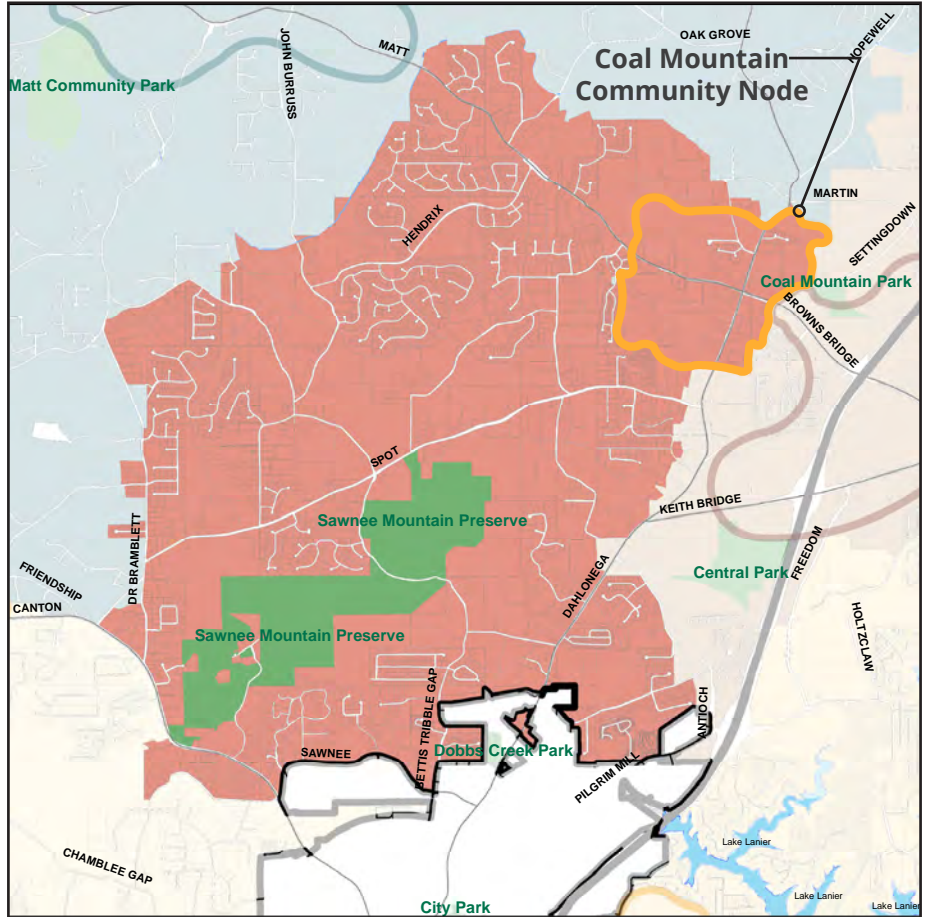 OAK GROVE
HOPEWELL
MATT
JOHN BURRUSS
Coal Mountain
Community Node
Matt Community Park
MARTIN
SETTINGDOWN
HENDRIX
Coal Mountain Park
BROWNS BRIDGE
SPOT
KEITH BRIDGE
Sawnee Mountain Preserve
FREEDOM
DR BRAMBLETT
Central Park
FRIENDSHIP
DAHLONEGA
CANTON
HOLTZCLAW
Sawnee Mountain Preserve
BETTIS TRIBBLE GAP
ANTIOCH
SAWNEE
Dobbs Creek Park
PILGRIM MILL
Lake Lanier
CHAMBLEE GAP
Lake Lanier
City Park
Lake Lanier